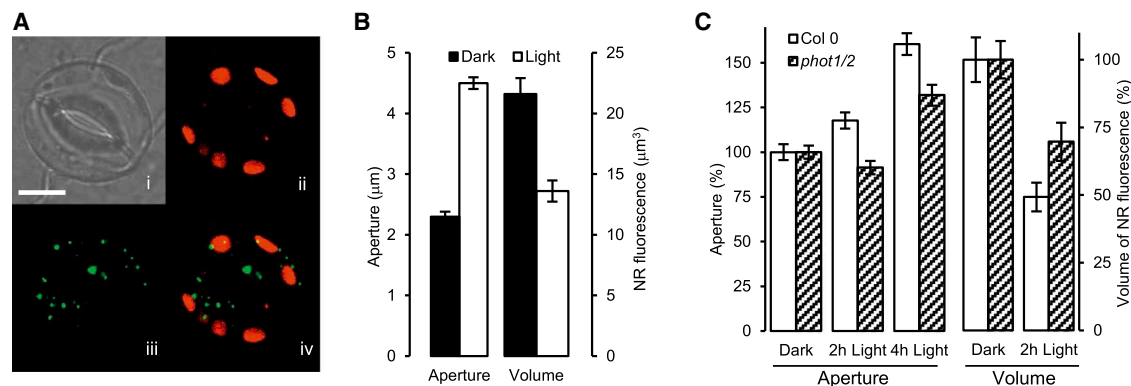 A
i
ii
iii
iv
B
Dark Light
5
4
3
2
1
0
Aperture (µm)
25
20
15
10
5
0
NR fluorescence (µm³)
Aperture Volume
C
Col 0
phot1/2
150
125
100
75
50
25
0
Aperture (%)
100
75
50
25
0
Volume of NR fluorescence (%)
Dark 2h Light 4h Light Dark 2h Light
Aperture Volume